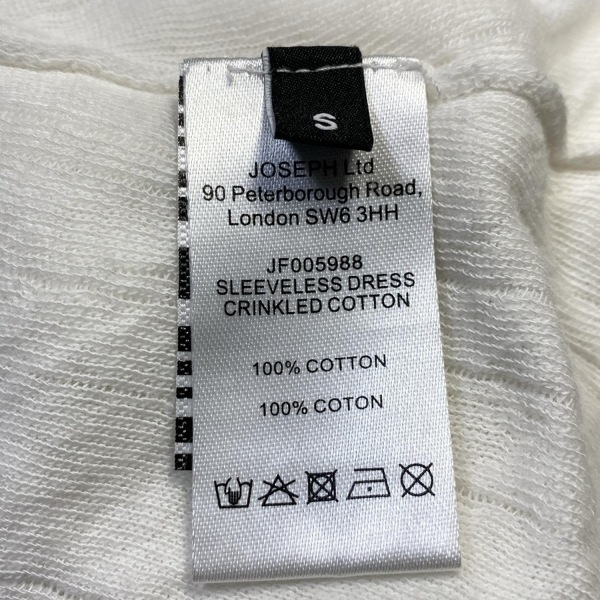 S
JOSEPH Ltd
90 Peterborough Road,
London SW6 3HH
JF005988
SLEEVELESS DRESS
CRINKLED COTTON
100% COTTON
100% COTON